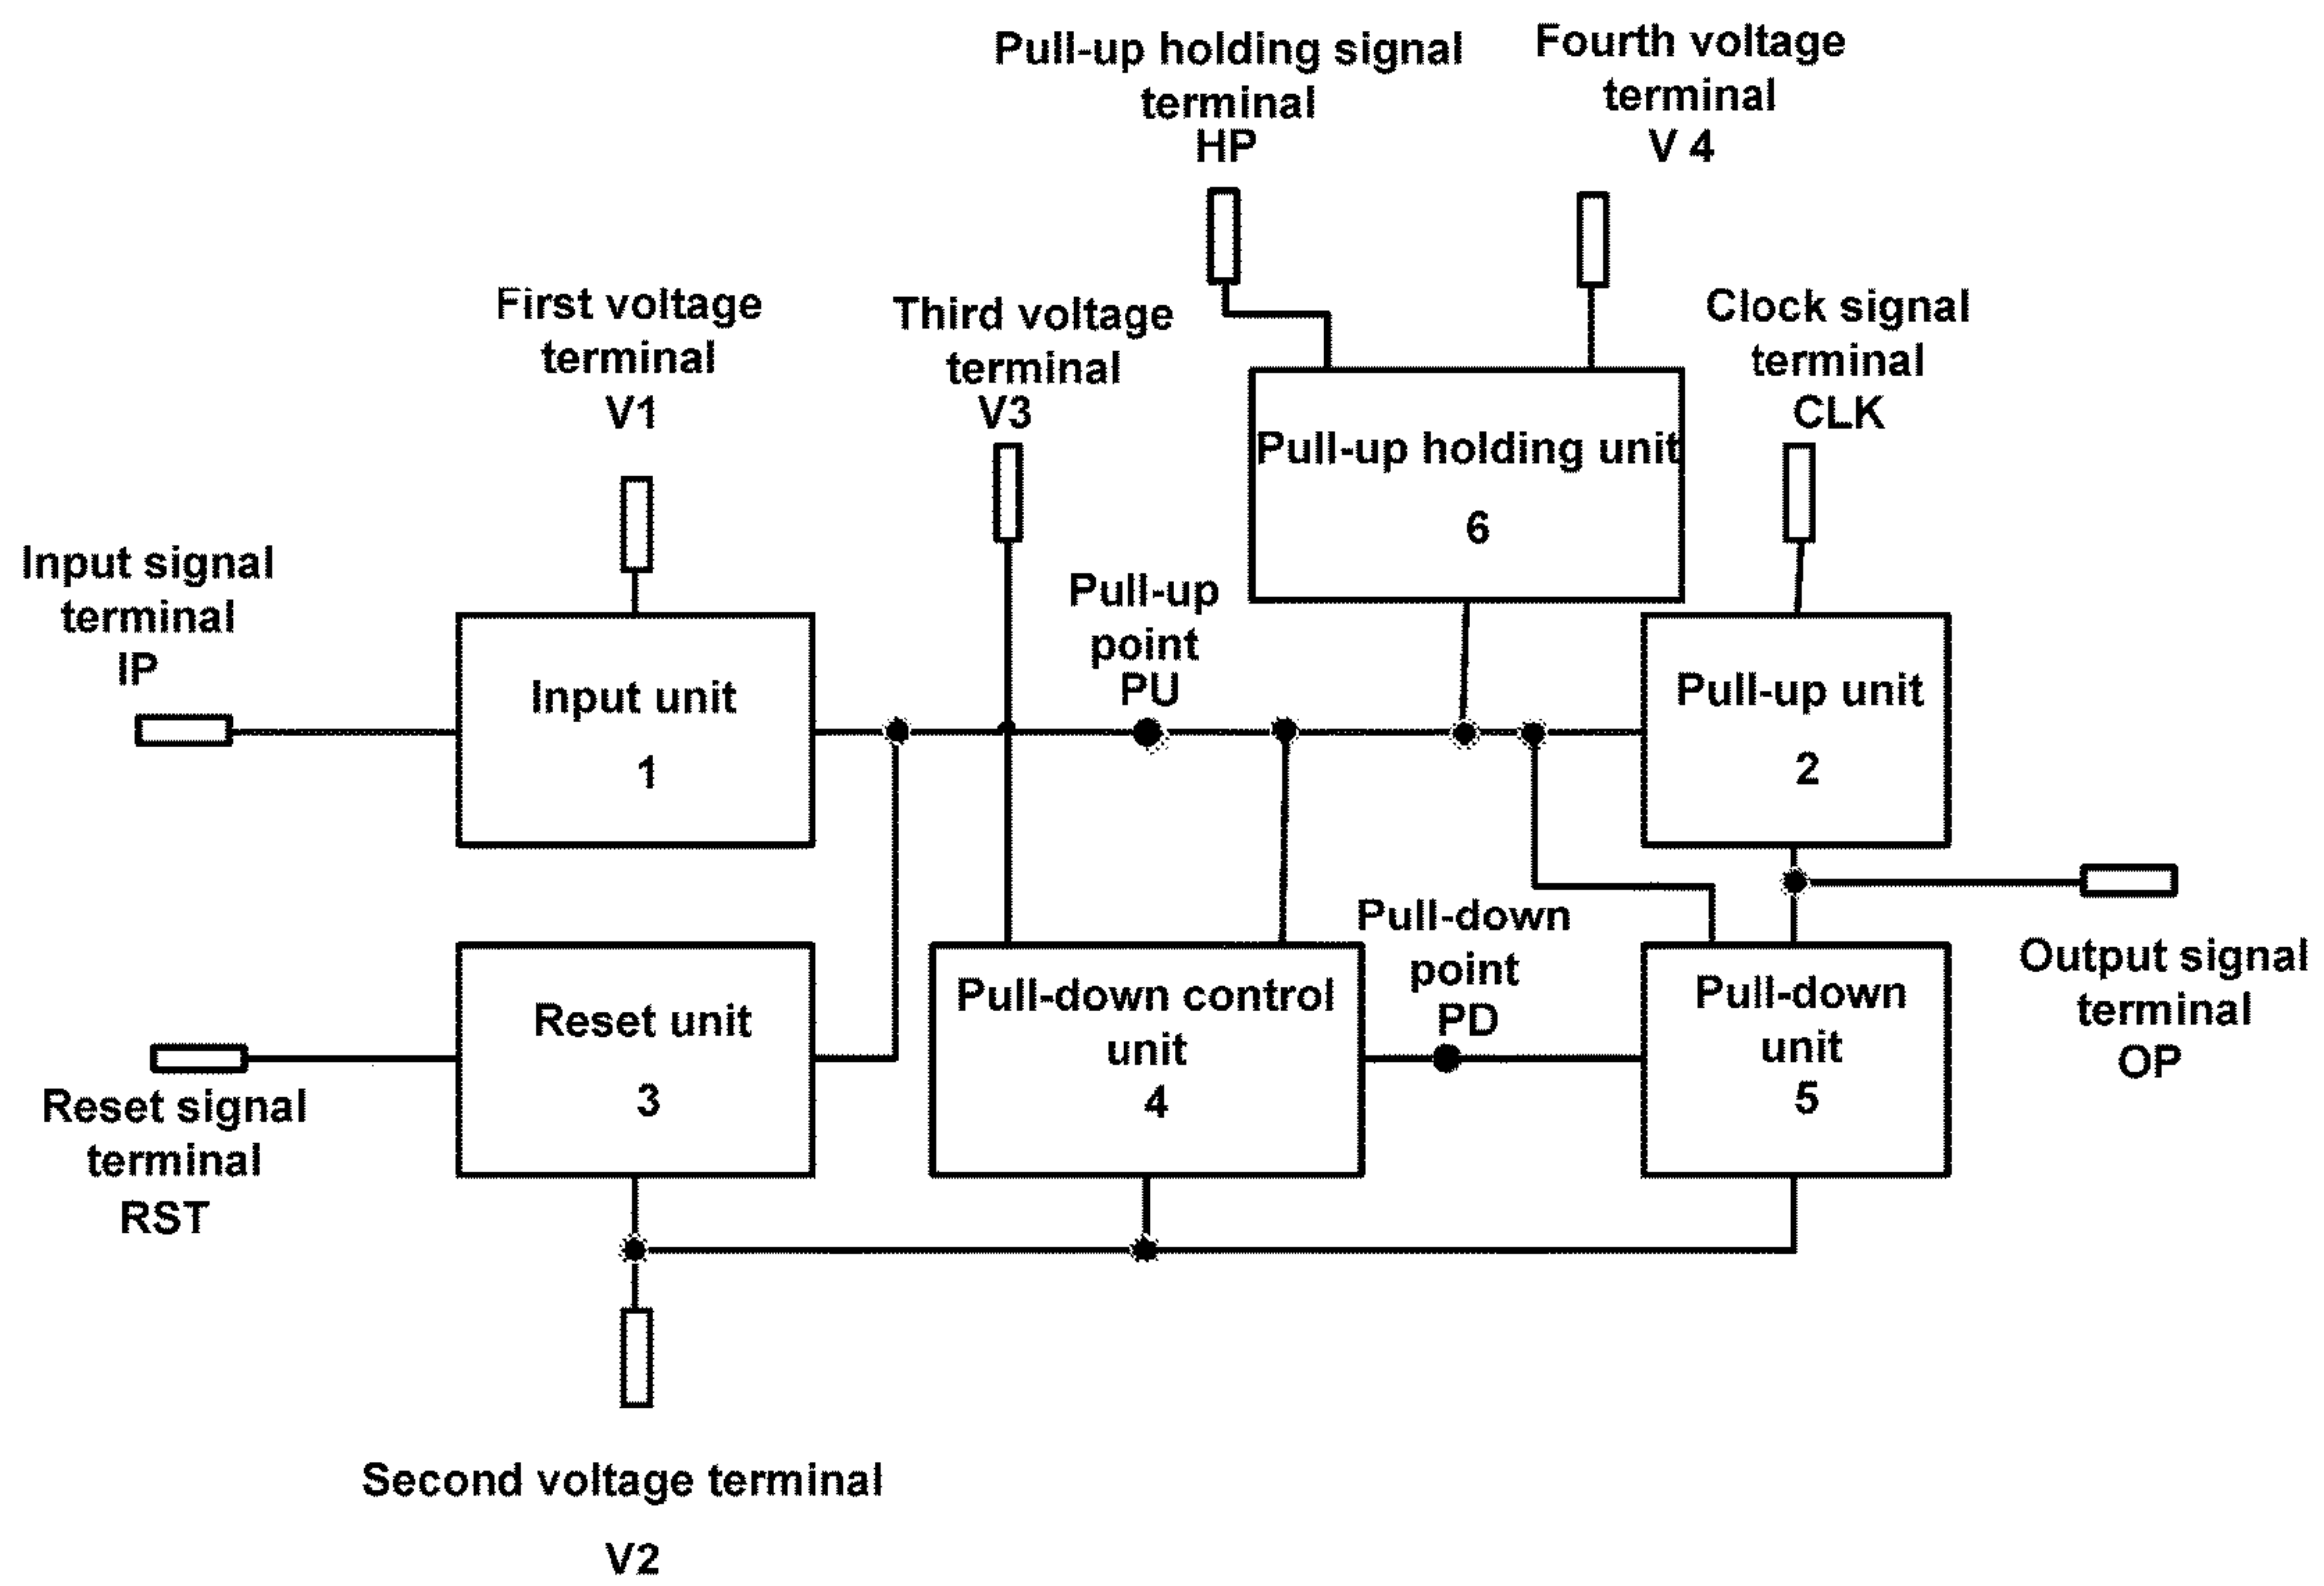 Pull-up holding signal
terminal
HP
Fourth voltage
terminal
V 4
First voltage
terminal
V1
Third voltage
terminal
V3
Clock signal
terminal
CLK
Pull-up holding unit
6
Input signal
terminal
IP
Pull-up
point
PU
Input unit
1
Pull-up unit
2
Pull-down
point
PD
Output signal
terminal
OP
Reset unit
3
Pull-down control
unit
4
Pull-down
unit
5
Reset signal
terminal
RST
Second voltage terminal
V2